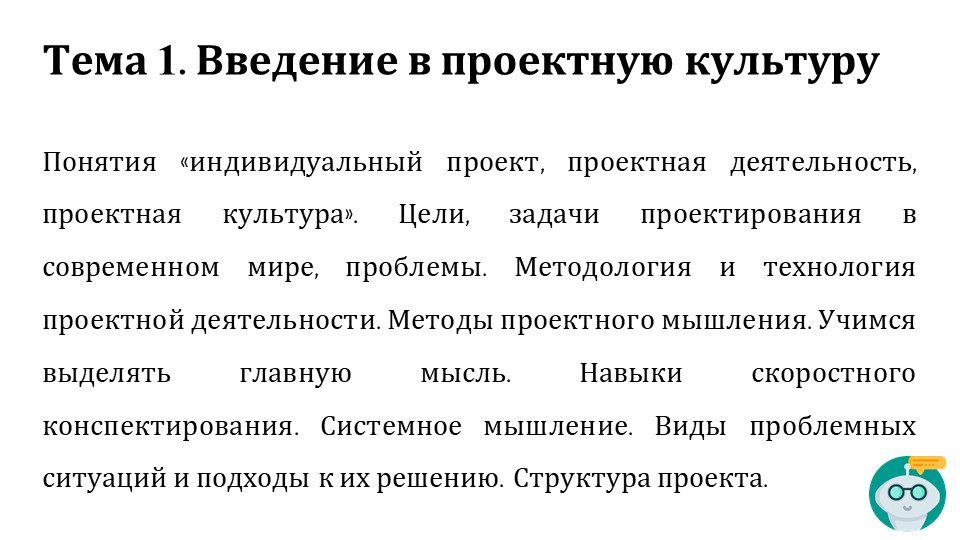 Тема 1. Введение в проектную культуру
Понятия «индивидуальный проект, проектная деятельность,
проектная культура». Цели, задачи проектирования в
современном мире, проблемы. Методология и технология
проектной деятельности. Методы проектного мышления. Учимся
выделять главную мысль. Навыки скоростного
конспектирования. Системное мышление. Виды проблемных
ситуаций и подходы к их решению. Структура проекта.